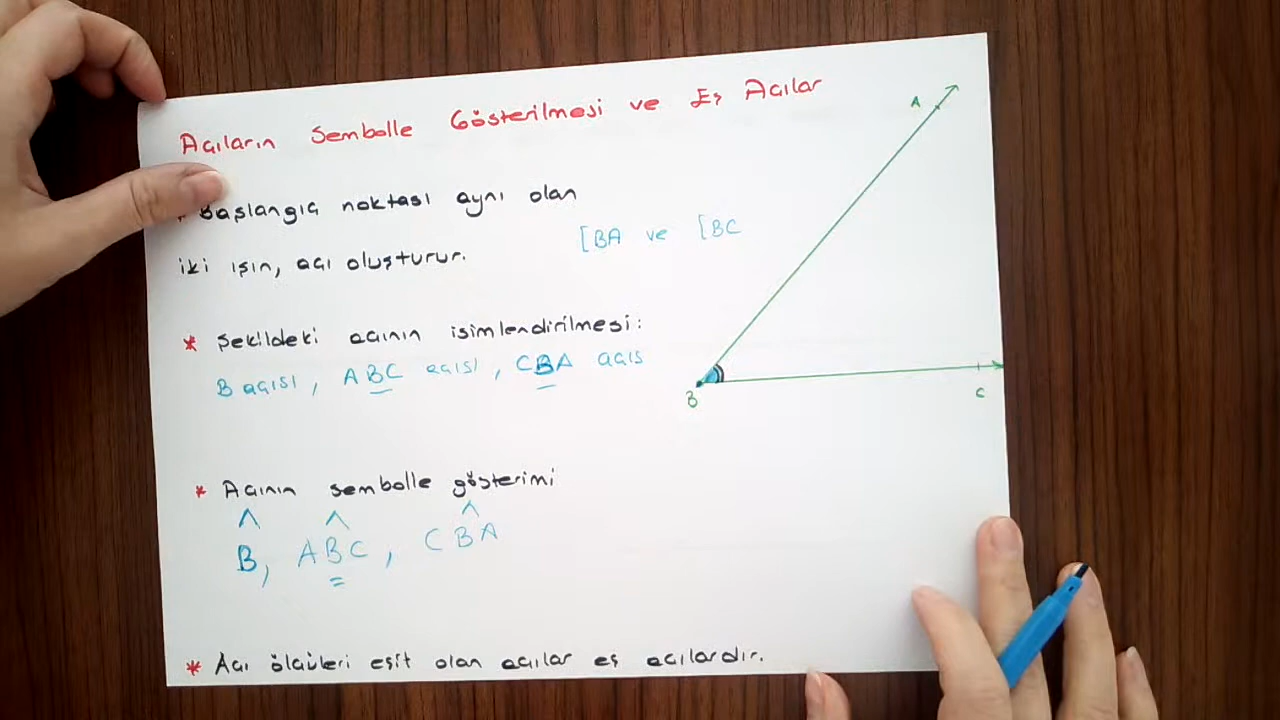 Açıların Sembolle Gösterilmesi ve Eş Açılar
Başlangıç noktası aynı olan
iki ışın, açı oluşturur.
[BA ve [BC
* Şekildeki açının isimlendirilmesi:
B açısı, ABC açısı, CBA açıs
* Açının sembolle gösterimi
^ ^ ^
B, ABC, CBA
* Açı ölçüleri eşit olan açılar eş açılardır.
A
B
C